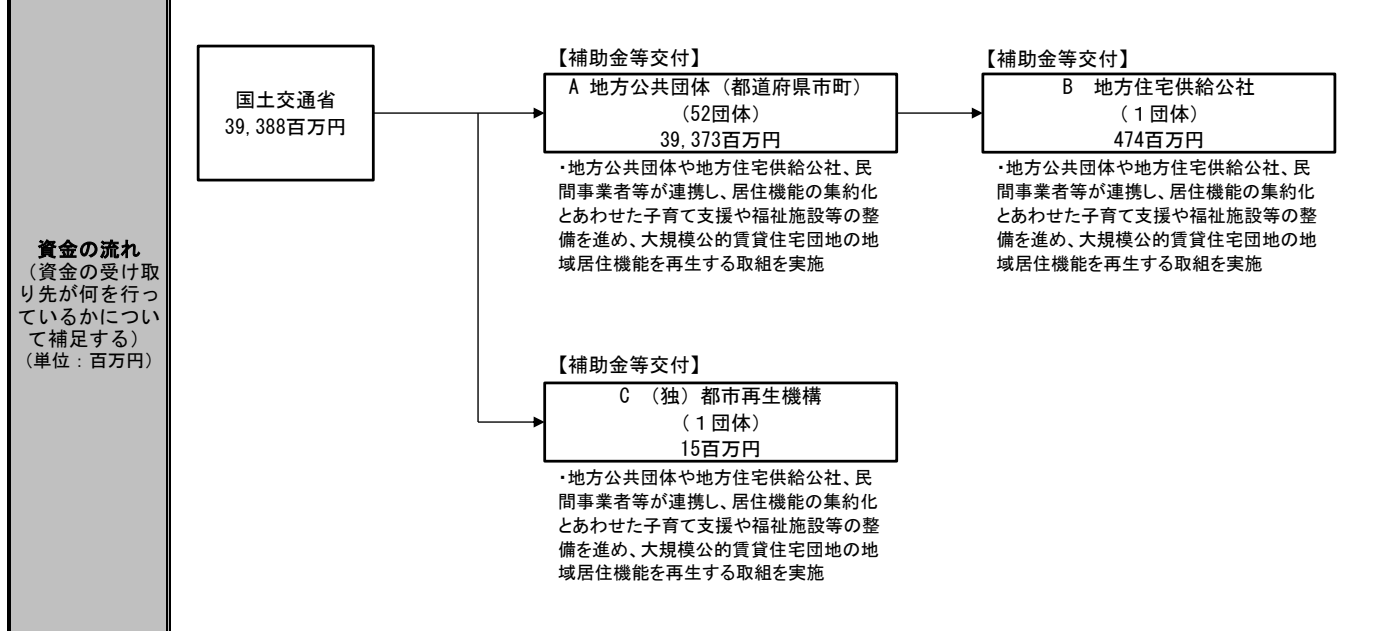 資金の流れ
（資金の受け取
り先が何を行っ
ているかについ
て補足する）
（単位：百万円）
国土交通省
39,388百万円
【補助金等交付】
A 地方公共団体（都道府県市町）
(52団体)
39,373百万円
・地方公共団体や地方住宅供給公社、民
間事業者等が連携し、居住機能の集約化
とあわせた子育て支援や福祉施設等の整
備を進め、大規模公的賃貸住宅団地の地
域居住機能を再生する取組を実施
【補助金等交付】
B　地方住宅供給公社
（１団体）
474百万円
・地方公共団体や地方住宅供給公社、民
間事業者等が連携し、居住機能の集約化
とあわせた子育て支援や福祉施設等の整
備を進め、大規模公的賃貸住宅団地の地
域居住機能を再生する取組を実施
【補助金等交付】
C　（独）都市再生機構
（１団体）
15百万円
・地方公共団体や地方住宅供給公社、民
間事業者等が連携し、居住機能の集約化
とあわせた子育て支援や福祉施設等の整
備を進め、大規模公的賃貸住宅団地の地
域居住機能を再生する取組を実施